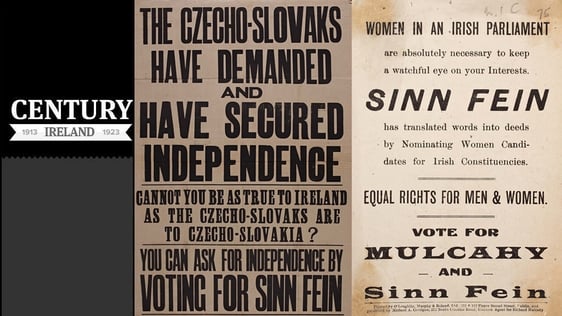 CENTURY
1913 IRELAND 1923
THE CZECHO-SLOVAKS
HAVE DEMANDED
AND
HAVE SECURED
INDEPENDENCE
CANNOT YOU BE AS TRUE TO IRELAND
AS THE CZECHO-SLOVAKS ARE
TO CZECHO-SLOVAKIA?
YOU CAN ASK FOR INDEPENDENCE BY
VOTING FOR SINN FEIN
76
WOMEN IN AN IRISH PARLIAMENT
are absolutely necessary to keep
a watchful eye on your Interests.
SINN FEIN
has translated words into deeds
by Nominating Women Candi-
dates for Irish Constituencies.
EQUAL RIGHTS FOR MEN & WOMEN.
VOTE FOR
MULCAHY
— AND —
Sinn Fein